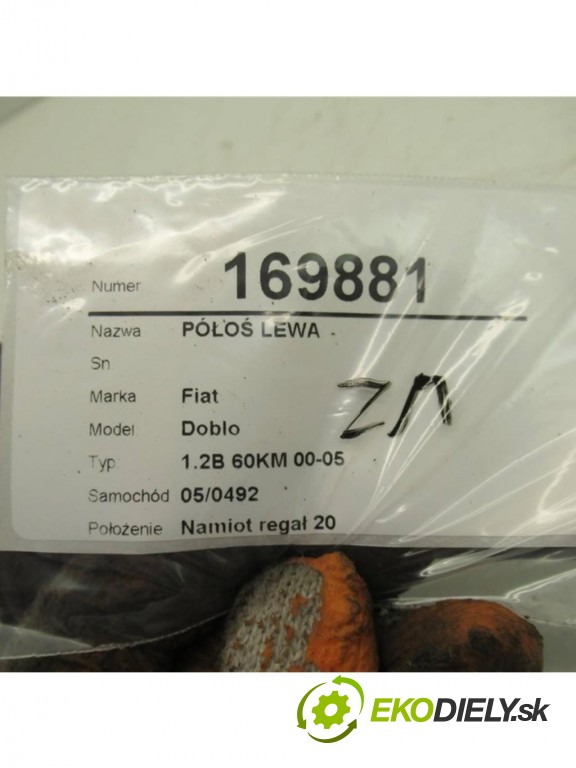 Numer 169881
Nazwa PÓŁOŚ LEWA
Sn
Marka Fiat
Model Doblo
Typ 1.2B 60KM 00-05
Samochód 05/0492
Położenie Namiot regał 20
EKODIELY.sk